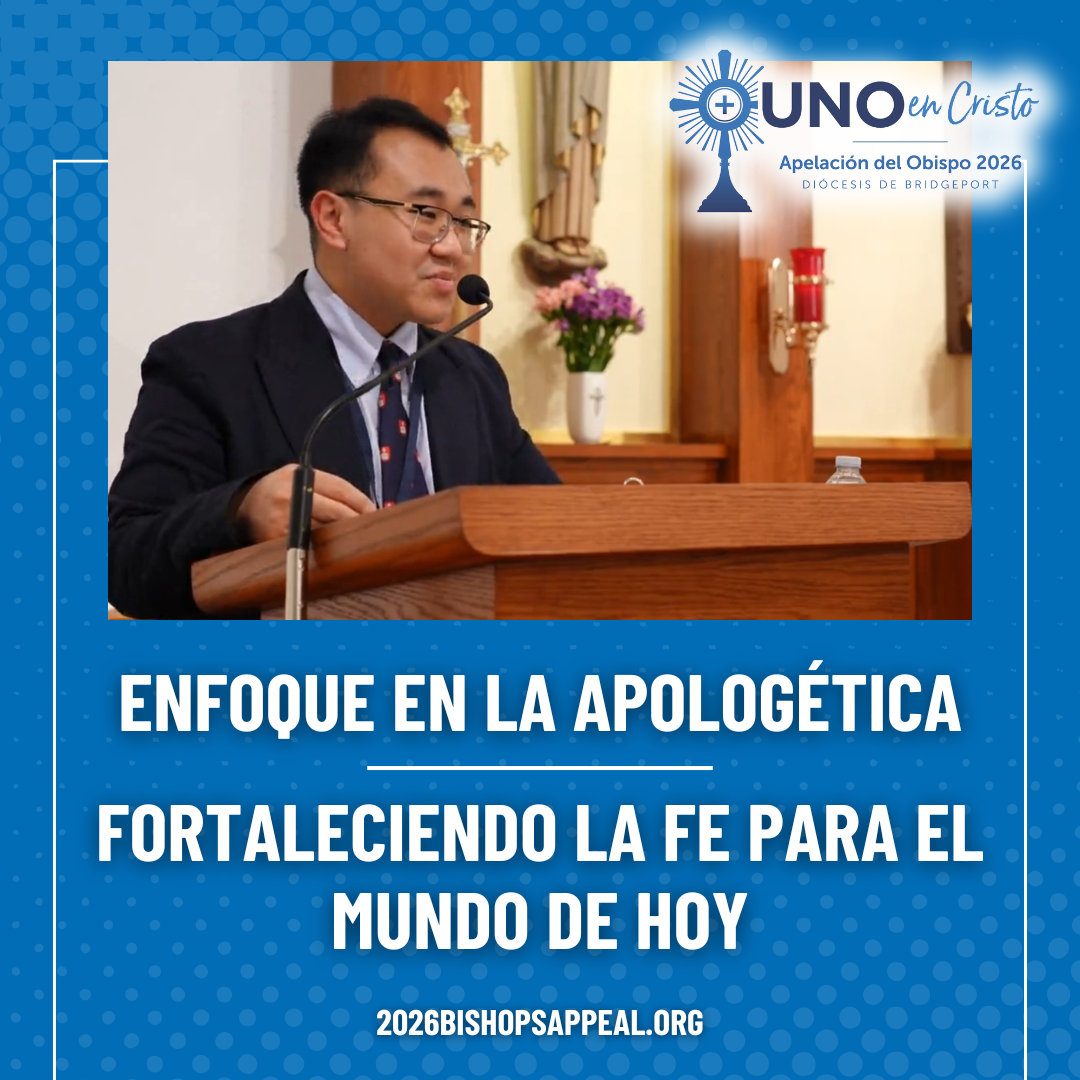 UNO en Cristo
Apelación del Obispo 2026
DIÓCESIS DE BRIDGEPORT
ENFOQUE EN LA APOLOGÉTICA
FORTALECIENDO LA FE PARA EL
MUNDO DE HOY
2026BISHOPSAPPEAL.ORG